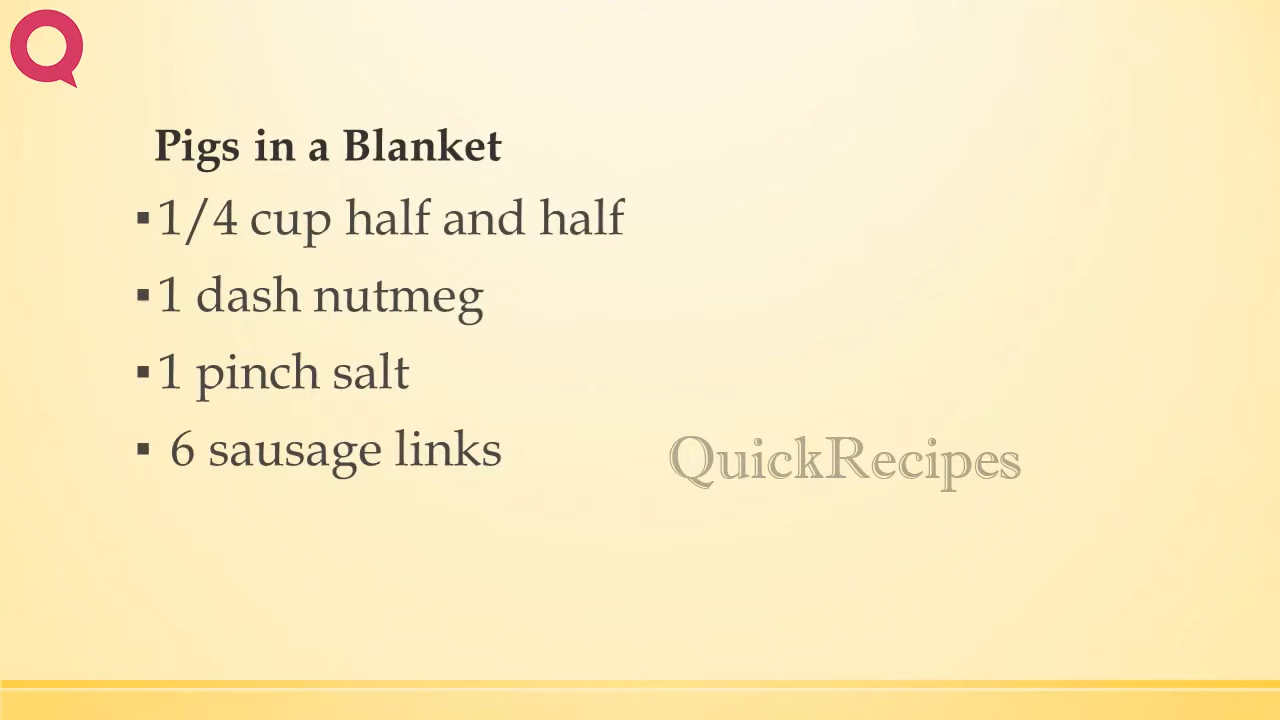 Pigs in a Blanket
▪1/4 cup half and half
▪1 dash nutmeg
▪1 pinch salt
▪ 6 sausage links
QuickRecipes